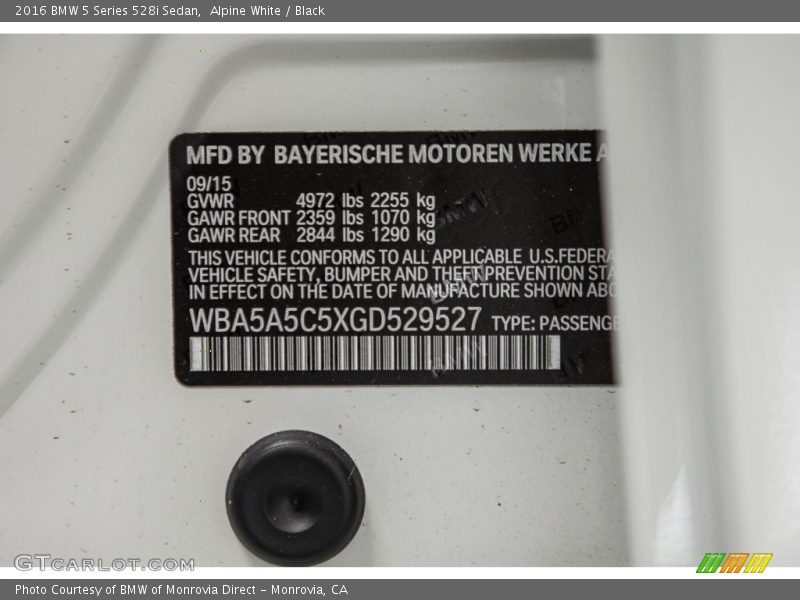 2016 BMW 5 Series 528i Sedan,  Alpine White / Black
MFD BY BAYERISCHE MOTOREN WERKE A
09/15
GVWR 4972 lbs 2255 kg
GAWR FRONT 2359 lbs 1070 kg
GAWR REAR 2844 lbs 1290 kg
THIS VEHICLE CONFORMS TO ALL APPLICABLE U.S.FEDERA
VEHICLE SAFETY, BUMPER AND THEFT PREVENTION STA
IN EFFECT ON THE DATE OF MANUFACTURE SHOWN ABO
WBA5A5C5XGD529527 TYPE: PASSENGE
GTCARLOT.COM
Photo Courtesy of BMW of Monrovia Direct - Monrovia, CA